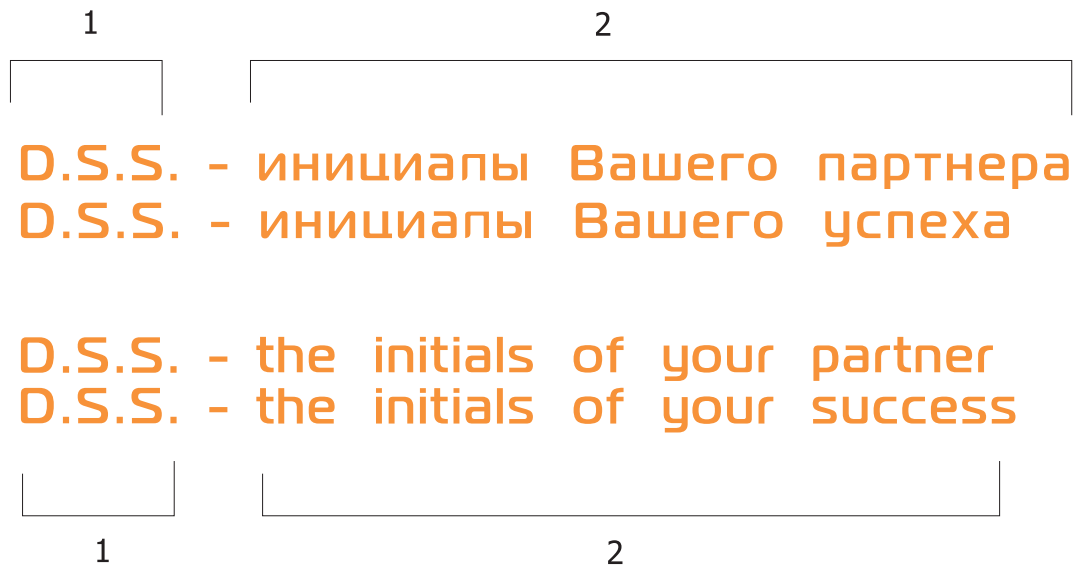 1 2
D.S.S. - инициалы Вашего партнера
D.S.S. - инициалы Вашего успеха
D.S.S. - the initials of your partner
D.S.S. - the initials of your success
1 2